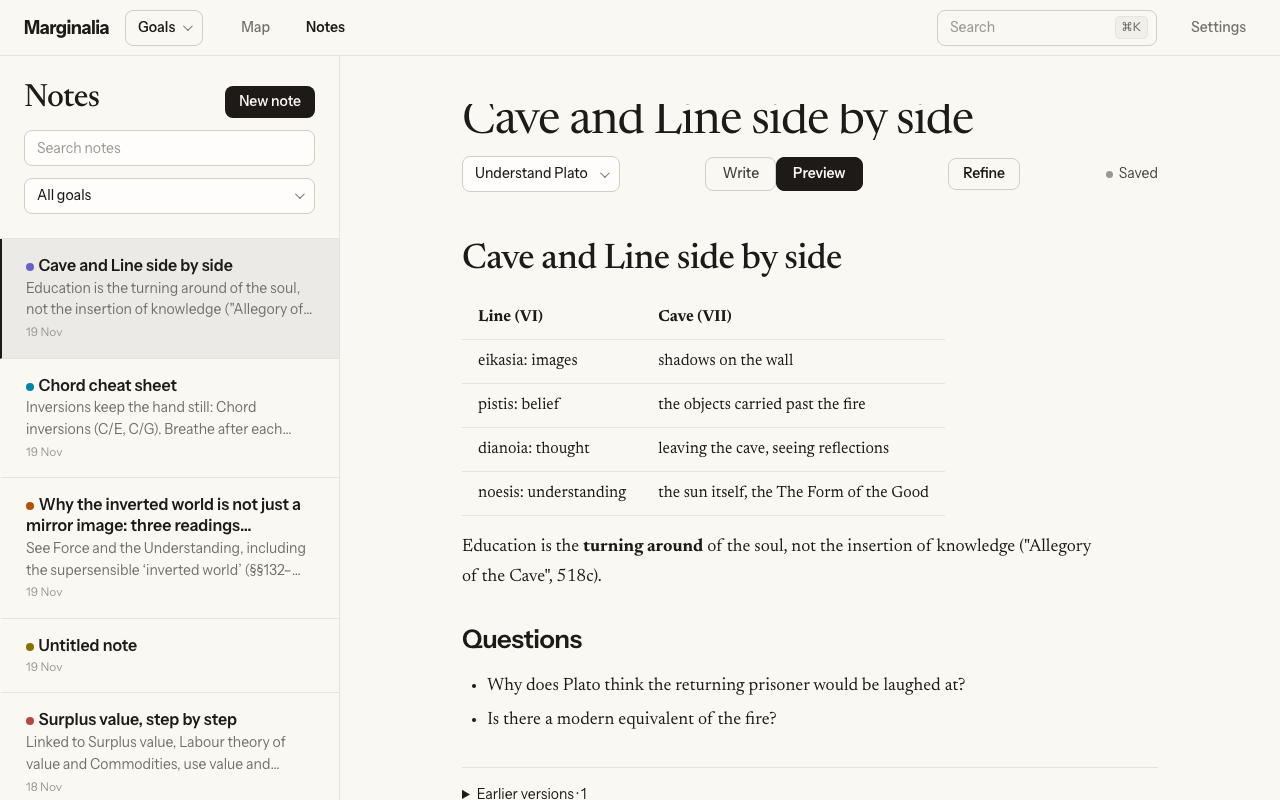 Marginalia
Goals
Map
Notes
Search
⌘K
Settings
Notes
New note
Search notes
All goals
Cave and Line side by side
Education is the turning around of the soul,
not the insertion of knowledge ("Allegory of...
19 Nov
Chord cheat sheet
Inversions keep the hand still: Chord
inversions (C/E, C/G). Breathe after each...
19 Nov
Why the inverted world is not just a
mirror image: three readings...
See Force and the Understanding, including
the supersensible ‘inverted world’ (§§132–...
19 Nov
Untitled note
19 Nov
Surplus value, step by step
Linked to Surplus value, Labour theory of
value and Commodities, use value and...
18 Nov
Cave and Line side by side
Understand Plato
Write
Preview
Refine
Saved
Cave and Line side by side
Line (VI) Cave (VII)
eikasia: images shadows on the wall
pistis: belief the objects carried past the fire
dianoia: thought leaving the cave, seeing reflections
noesis: understanding the sun itself, the The Form of the Good
Education is the turning around of the soul, not the insertion of knowledge ("Allegory
of the Cave", 518c).
Questions
• Why does Plato think the returning prisoner would be laughed at?
• Is there a modern equivalent of the fire?
Earlier versions · 1